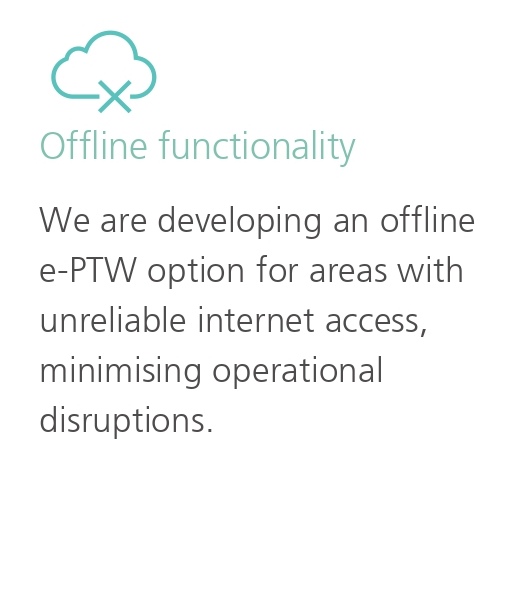 Offline functionality
We are developing an offline
e-PTW option for areas with
unreliable internet access,
minimising operational
disruptions.